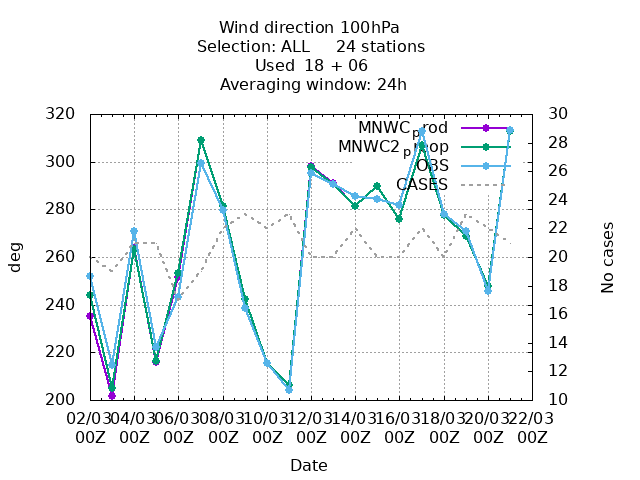 Wind direction 100hPa
Selection: ALL 24 stations
Used 18 + 06
Averaging window: 24h
320 30
300 28
280 26
260 24
240 22
220 20
200 18
16
14
12
10
deg
No cases
MNWC_prod
MNWC2_preop
OBS
CASES
02/03 04/03 06/03 08/03 10/03 12/03 14/03 16/03 18/03 20/03 22/03
00Z 00Z 00Z 00Z 00Z 00Z 00Z 00Z 00Z 00Z 00Z
Date